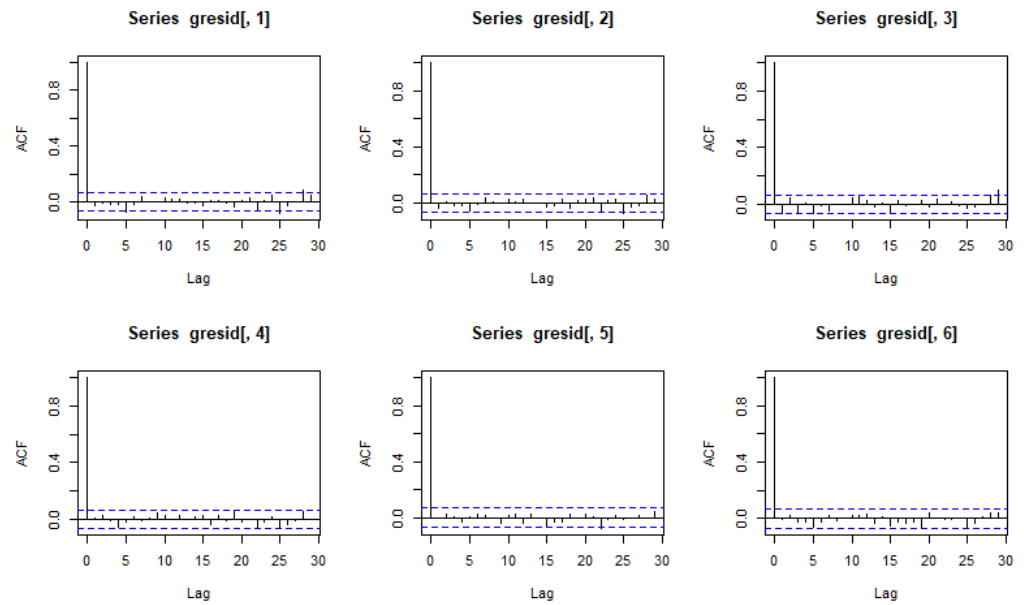 Series gresid[, 1]
ACF
0.0 0.4 0.8
0 5 10 15 20 25 30
Lag
Series gresid[, 2]
ACF
0.0 0.4 0.8
0 5 10 15 20 25 30
Lag
Series gresid[, 3]
ACF
0.0 0.4 0.8
0 5 10 15 20 25 30
Lag
Series gresid[, 4]
ACF
0.0 0.4 0.8
0 5 10 15 20 25 30
Lag
Series gresid[, 5]
ACF
0.0 0.4 0.8
0 5 10 15 20 25 30
Lag
Series gresid[, 6]
ACF
0.0 0.4 0.8
0 5 10 15 20 25 30
Lag